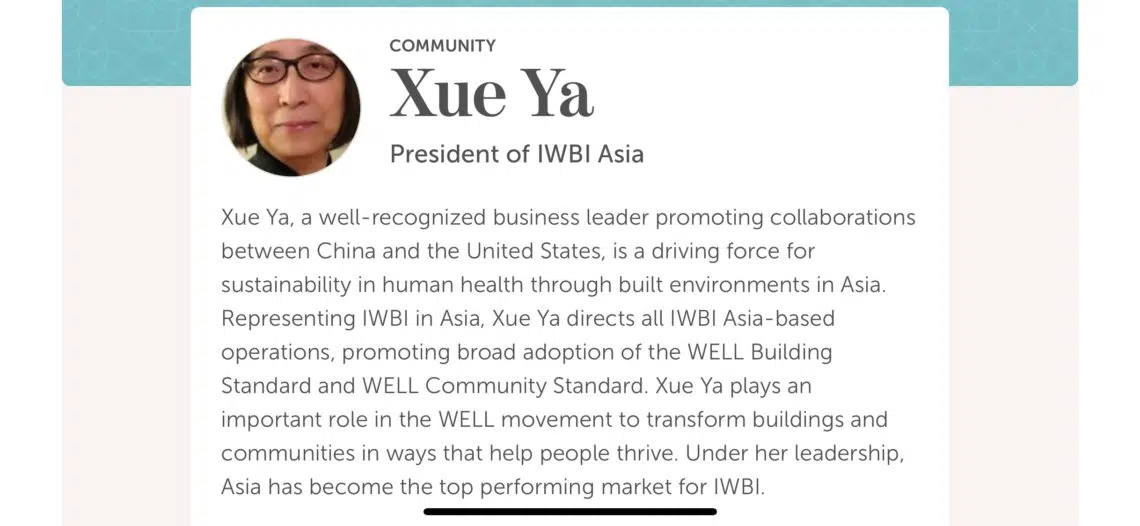 COMMUNITY
Xue Ya
President of IWBI Asia
Xue Ya, a well-recognized business leader promoting collaborations
between China and the United States, is a driving force for
sustainability in human health through built environments in Asia.
Representing IWBI in Asia, Xue Ya directs all IWBI Asia-based
operations, promoting broad adoption of the WELL Building
Standard and WELL Community Standard. Xue Ya plays an
important role in the WELL movement to transform buildings and
communities in ways that help people thrive. Under her leadership,
Asia has become the top performing market for IWBI.